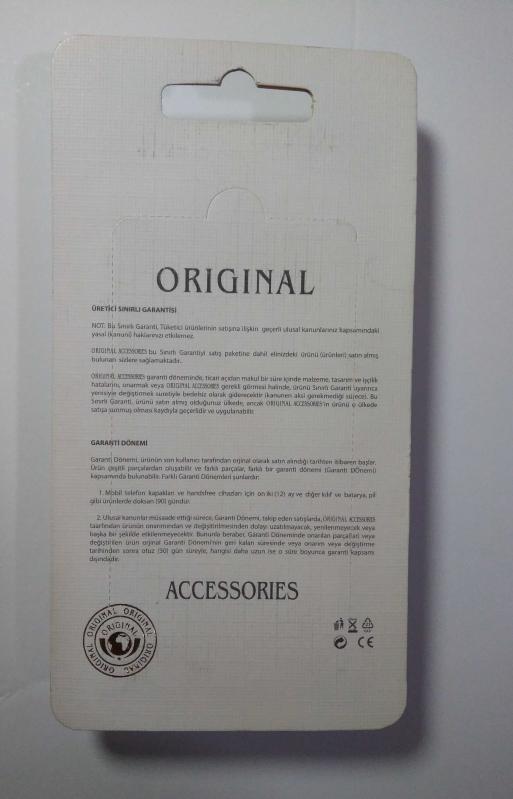 ORIGINAL
ÜRETİCİ SINIRLI GARANTİSİ
NOT: Bu Sınırlı Garanti, Tüketici ürünlerinin satışına ilişkin geçerli ulusal kanunlarınız kapsamındaki
yasal (kanuni) haklarınızı etkilemez.
ORIGINAL ACCESSORIES bu Sınırlı Garantiyi satış paketine dahil elinizdeki ürünü (ürünleri) satın almış
bulunan sizlere sağlamaktadır.
ORIGINAL ACCESSORIES garanti döneminde, ticari açıdan makul bir süre içinde malzeme, tasarım ve işçilik
hatalarını, onarmak veya ORIGINAL ACCESSORIES gerekli görmesi halinde, ürünü Sınırlı Garanti uyarınca
yenisiyle değiştirmek suretiyle bedelsiz olarak giderecektir (kanunen aksi gerekmediği süjece). Bu
Sınırlı Garanti, ürünü satın almış olduğunuz ülkede, ancak ORIGINAL ACCESSORIES'in ürünü o ülkede
satışa sunmuş olması kaydıyla geçerlidir ve uygulanabilir.
GARANTİ DÖNEMİ
Garanti Dönemi, ürünün son kullanıcı tarafından orjinal olarak satın alındığı tarihten itibaren başlar.
Ürün çeşitli parçalardan oluşabilir ve farklı parçalar, farklı bir garanti dönemi (Garanti DÖnemi)
kapsamında bulunabilir. Farklı Garanti Dönemleri şunlardır:
1. Mobil telefon kapakları ve handsfree cihazları için on iki (12) ay ve diğer kılıf ve batarya, pil
gibi ürünlerde doksan (90) gündür.
2. Ulusal kanunlar müsaade ettiği sürece, Garanti Dönemi, takip eden satışlarda, ORIGINAL ACCESSORIES
taarfından ürünün onarımından ve değiştirilmesinden dolayı uzatılmayacak, yenilenmeyecek veya
başka bir şekilde etkilenmeyecektir. Bununla beraber, Garanti Döneminde onarılan parça(lar) veya
değiştirilen ürün orjinal Garanti Dönemi'nin geri kalan süresinde veya onarım veya değiştirme
tarihinden sonra otuz (30) gün süreyle, hangisi daha uzun ise o süre boyunca garanti kapsamı
dışındadır.
ACCESSORIES
ORIGINAL ORIGINAL ORIGINAL ORIGINAL
ORIGINAL
CE